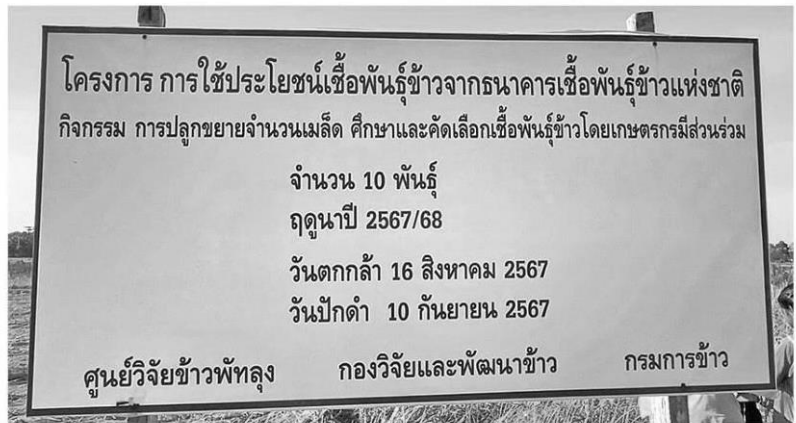 โครงการ การใช้ประโยชน์เชื้อพันธุ์ข้าวจากธนาคารเชื้อพันธุ์ข้าวแห่งชาติ
กิจกรรม การปลูกขยายจำนวนเมล็ด ศึกษาและคัดเลือกเชื้อพันธุ์ข้าวโดยเกษตรกรมีส่วนร่วม
จำนวน 10 พันธุ์
ฤดูนาปี 2567/68
วันตกกล้า 16 สิงหาคม 2567
วันปักดำ 10 กันยายน 2567
ศูนย์วิจัยข้าวพัทลุง กองวิจัยและพัฒนาข้าว กรมการข้าว